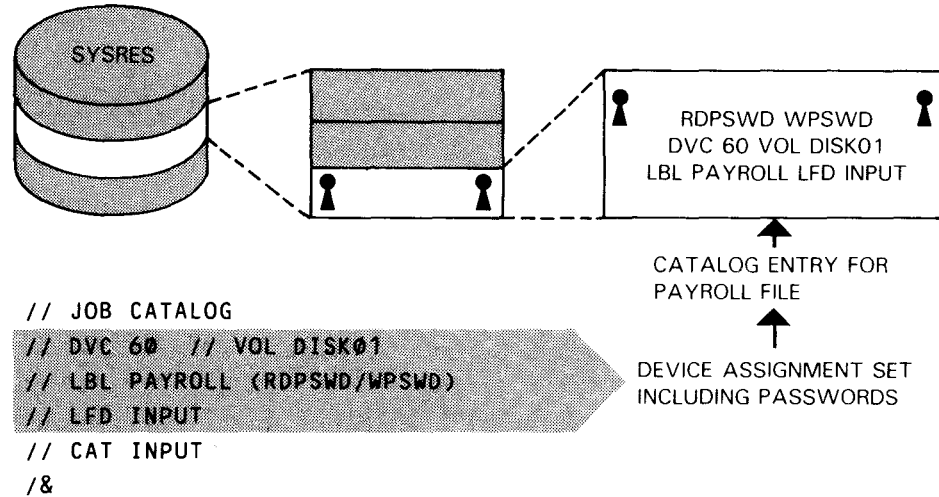 SYSRES
RDPSWD WPSWD
DVC 60 VOL DISK01
LBL PAYROLL LFD INPUT
CATALOG ENTRY FOR
PAYROLL FILE
DEVICE ASSIGNMENT SET
INCLUDING PASSWORDS
// JOB CATALOG
// DVC 60 // VOL DISK01
// LBL PAYROLL (RDPSWD/WPSWD)
// LFD INPUT
// CAT INPUT
/&